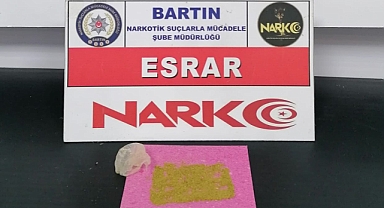 BARTIN
NARKOTİK SUÇLARLA MÜCADELE
ŞUBE MÜDÜRLÜĞÜ
NARKO
ESRAR
NARKO